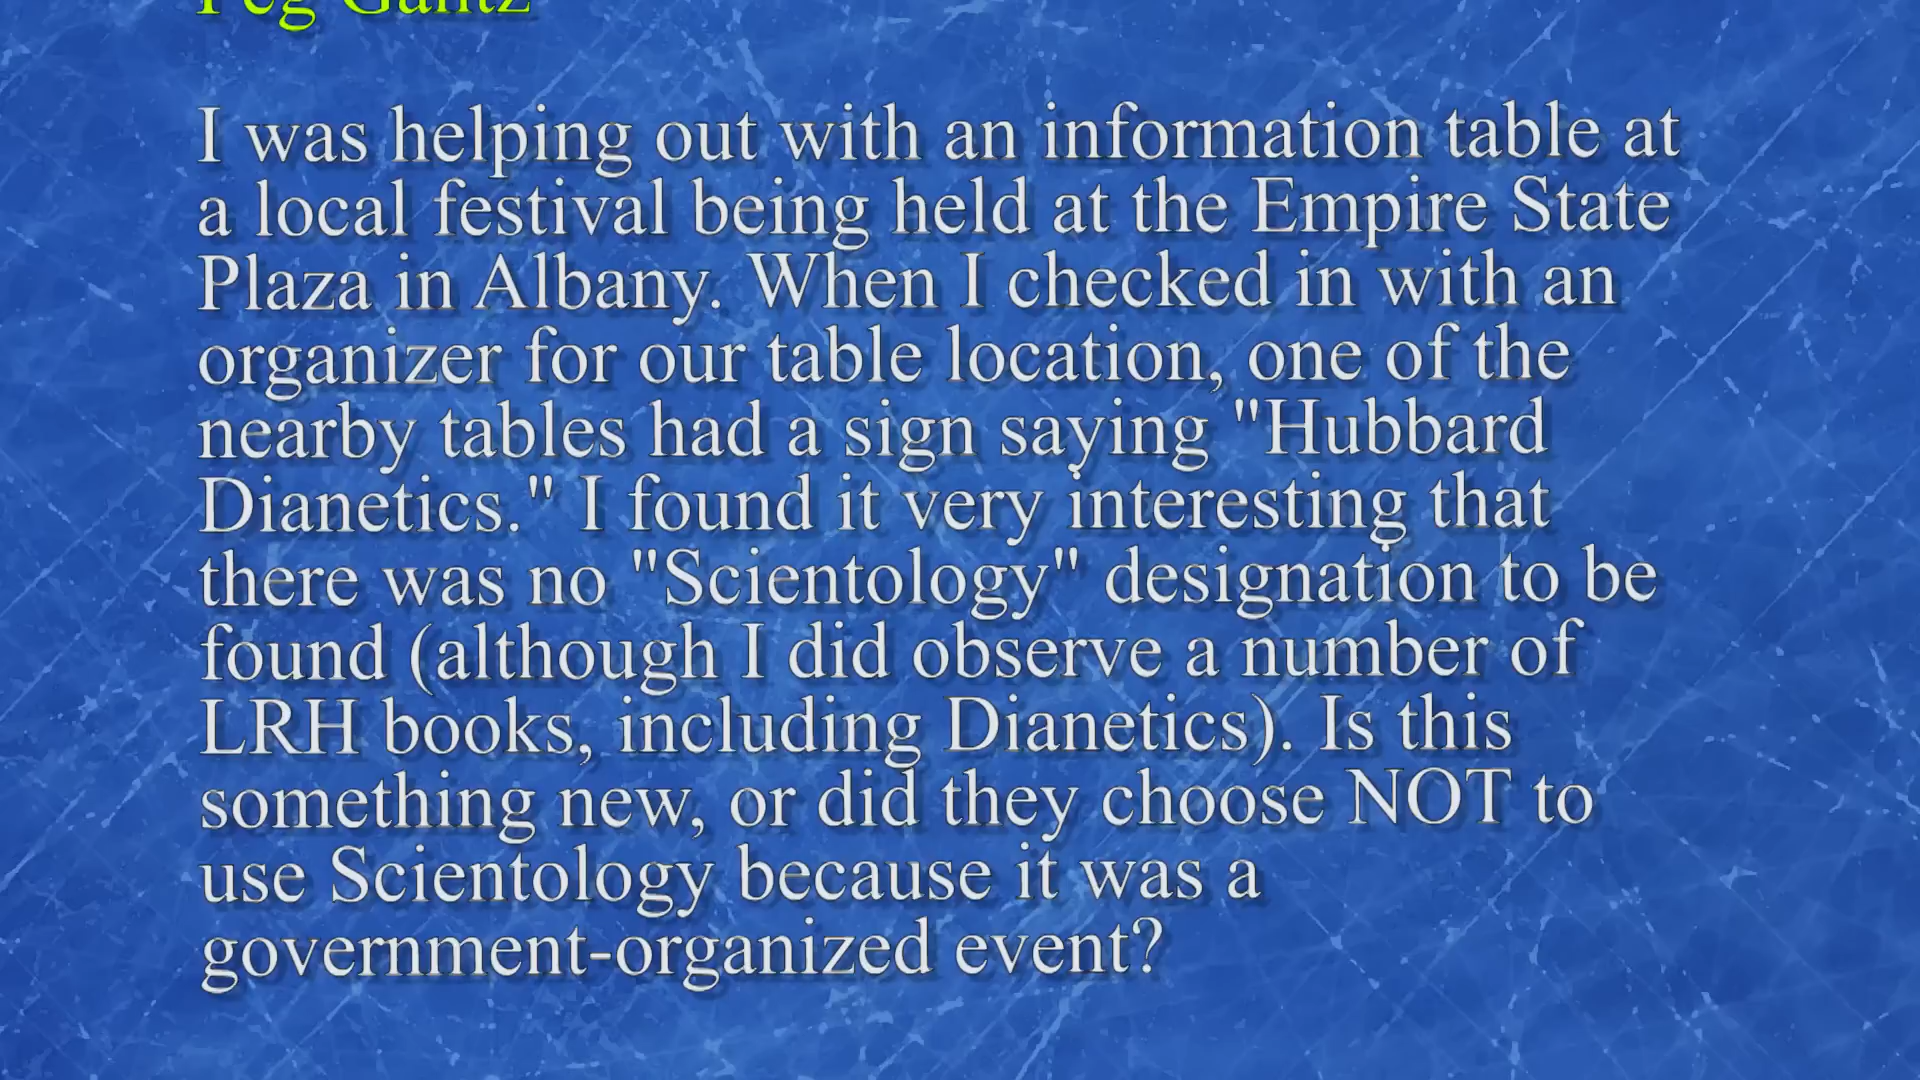 Peg Gantz
I was helping out with an information table at
a local festival being held at the Empire State
Plaza in Albany. When I checked in with an
organizer for our table location, one of the
nearby tables had a sign saying "Hubbard
Dianetics." I found it very interesting that
there was no "Scientology" designation to be
found (although I did observe a number of
LRH books, including Dianetics). Is this
something new, or did they choose NOT to
use Scientology because it was a
government-organized event?